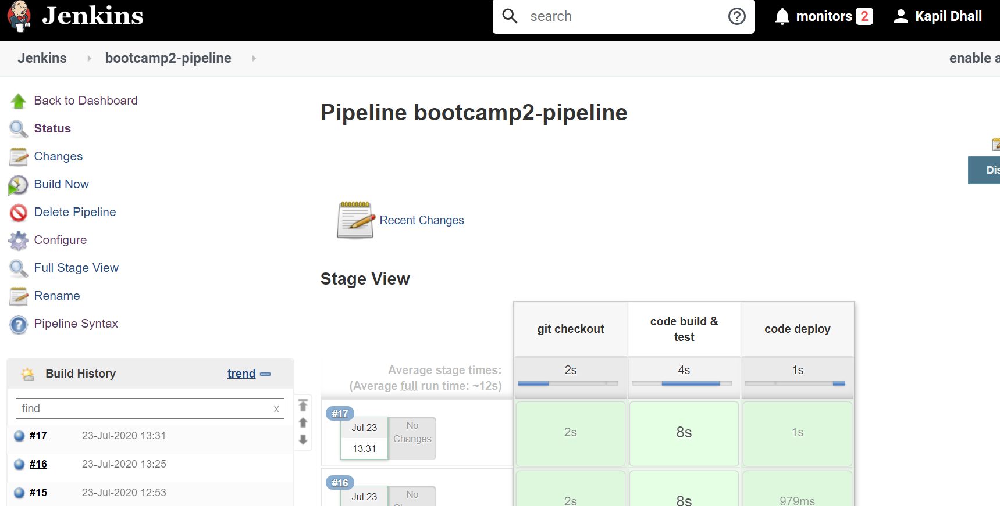 Jenkins
search
monitors 2
Kapil Dhall
Jenkins
bootcamp2-pipeline
enable a
Back to Dashboard
Status
Changes
Build Now
Delete Pipeline
Configure
Full Stage View
Rename
Pipeline Syntax
Build History
trend
find
x
#17 23-Jul-2020 13:31
#16 23-Jul-2020 13:25
#15 23-Jul-2020 12:53
Pipeline bootcamp2-pipeline
Dis
Recent Changes
Stage View
git checkout
code build &
test
code deploy
Average stage times:
(Average full run time: ~12s)
2s
4s
1s
#17
Jul 23
13:31
No
Changes
2s
8s
1s
#16
Jul 23
No
2s
8s
979ms